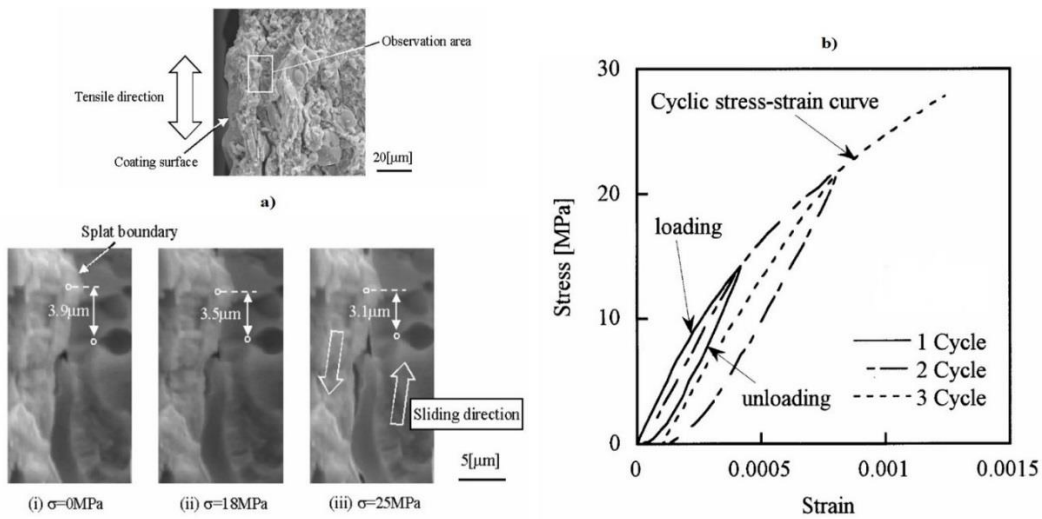 Observation area
Tensile direction
Coating surface
20[μm]
a)
Splat boundary
3.9μm
3.5μm
3.1μm
Sliding direction
5[μm]
(i) σ=0MPa
(ii) σ=18MPa
(iii) σ=25MPa
b)
30
20
10
0
Stress [MPa]
Cyclic stress-strain curve
loading
unloading
1 Cycle
2 Cycle
3 Cycle
0
0.0005
0.001
0.0015
Strain